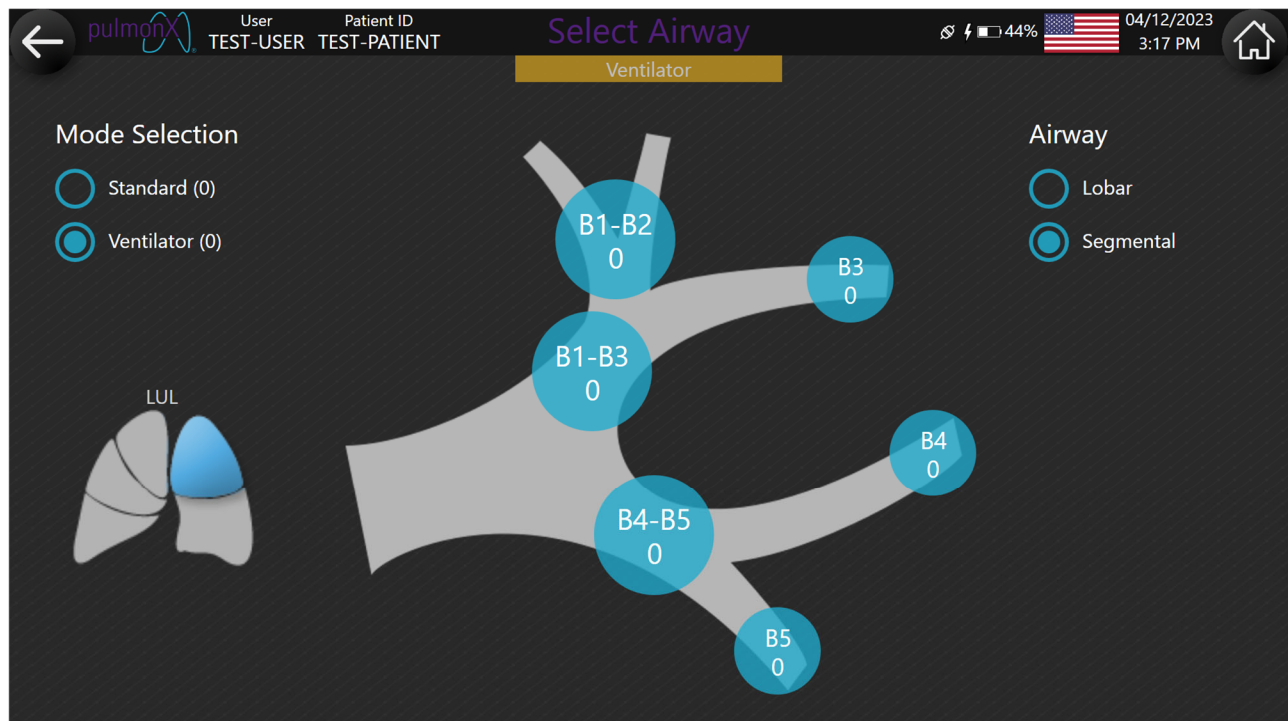 pulmonX
User
TEST-USER
Patient ID
TEST-PATIENT
Select Airway
44%
04/12/2023
3:17 PM
Ventilator
Mode Selection
Standard (0)
Ventilator (0)
Airway
Lobar
Segmental
B1-B2
0
B3
0
B1-B3
0
LUL
B4
0
B4-B5
0
B5
0